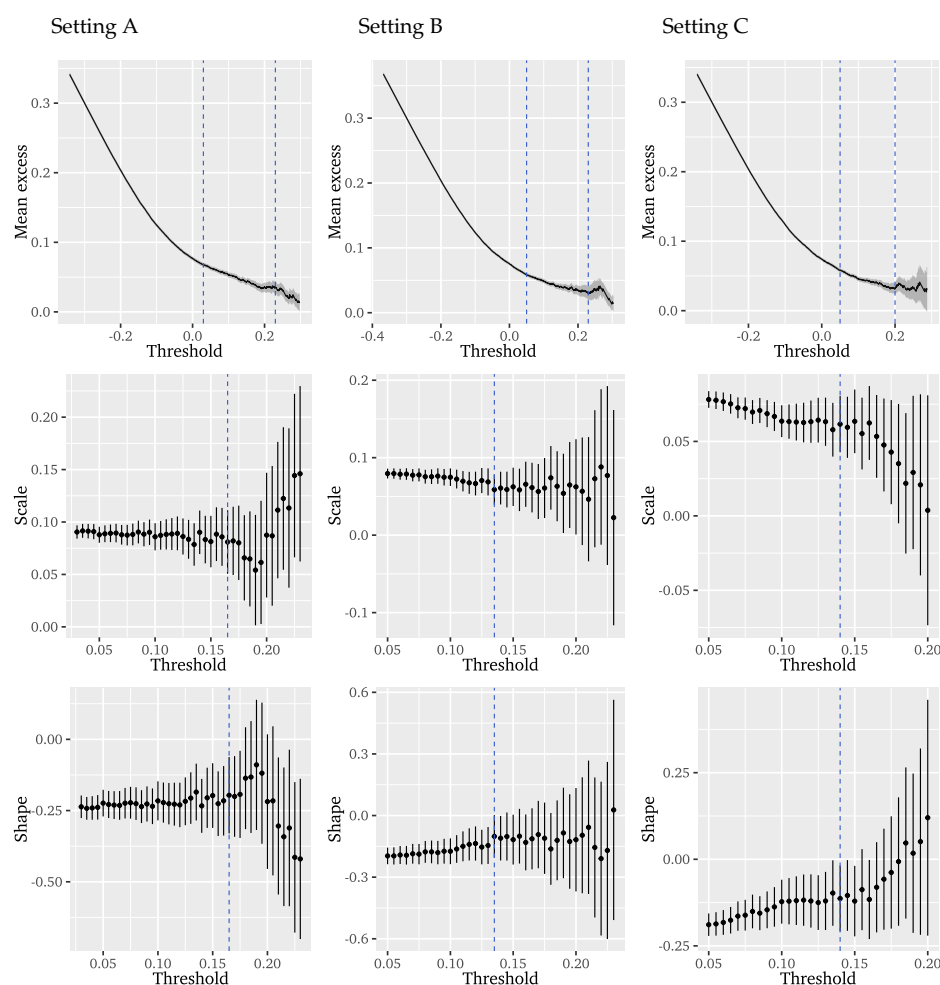 Setting A Setting B Setting C
Mean excess 0.3 0.2 0.1 0.0
-0.2 0.0 0.2
Threshold
Mean excess 0.3 0.2 0.1 0.0
-0.4 -0.2 0.0 0.2
Threshold
Mean excess 0.3 0.2 0.1 0.0
-0.2 0.0 0.2
Threshold
Scale 0.20 0.15 0.10 0.05 0.00
0.05 0.10 0.15 0.20
Threshold
Scale 0.2 0.1 0.0 -0.1
0.05 0.10 0.15 0.20
Threshold
Scale 0.05 0.00 -0.05
0.05 0.10 0.15 0.20
Threshold
Shape 0.00 -0.25 -0.50
0.05 0.10 0.15 0.20
Threshold
Shape 0.6 0.3 0.0 -0.3 -0.6
0.05 0.10 0.15 0.20
Threshold
Shape 0.25 0.00 -0.25
0.05 0.10 0.15 0.20
Threshold